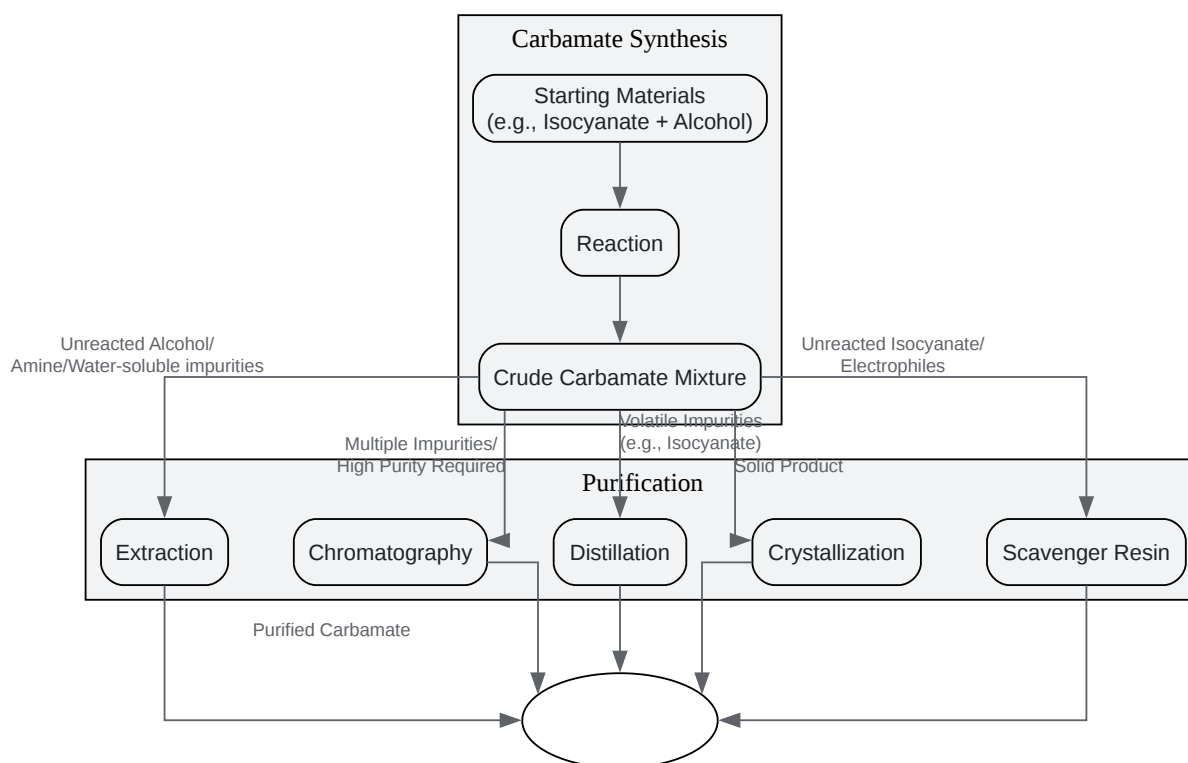 Carbamate Synthesis
Starting Materials
(e.g., Isocyanate + Alcohol)
Reaction
Unreacted Alcohol/
Amine/Water-soluble impurities
Unreacted Isocyanate/
Electrophiles
Crude Carbamate Mixture
Multiple Impurities/
High Purity Required
Volatile Impurities
(e.g., Isocyanate)
Solid Product
Purification
Extraction
Chromatography
Distillation
Crystallization
Scavenger Resin
Purified Carbamate